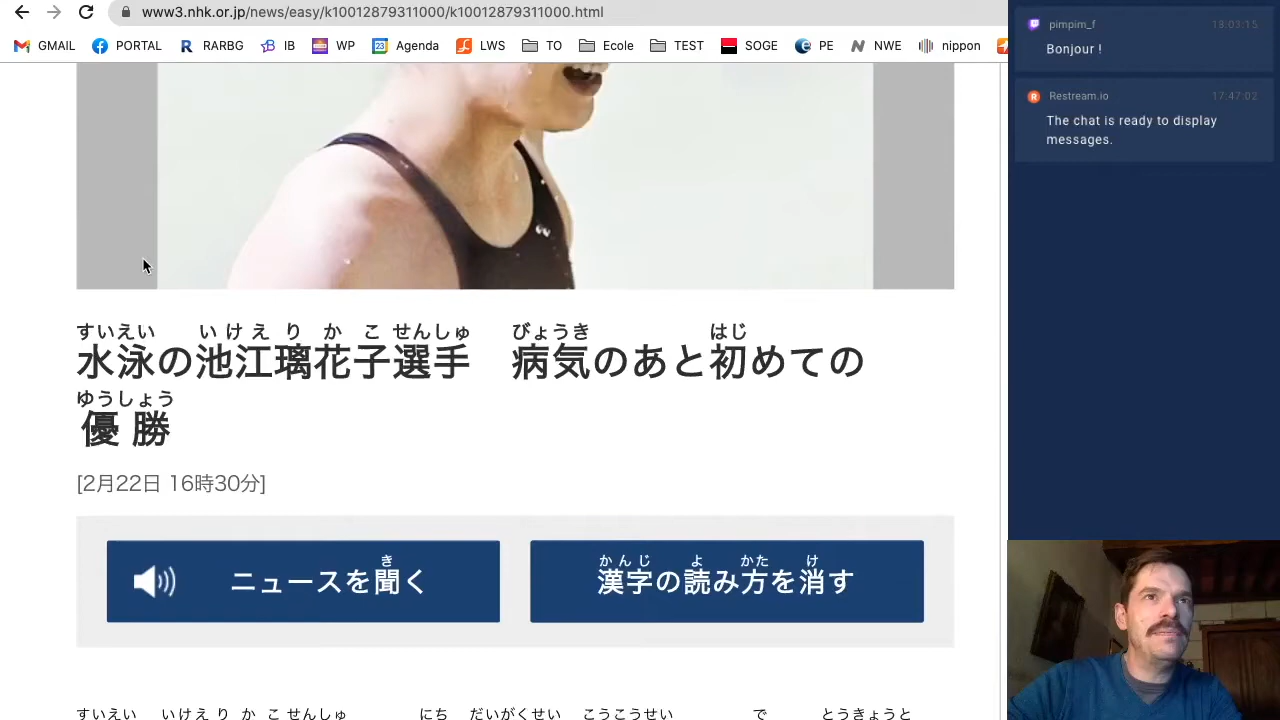 www3.nhk.or.jp/news/easy/k10012879311000/k10012879311000.html
GMAIL PORTAL RARBG IB WP Agenda LWS TO Ecole TEST SOGE PE NWE nippon
pimpim_f 18:03:15
Bonjour !
Restream.io 17:47:02
The chat is ready to display
messages.
すいえい いけえりかこせんしゅ びょうき はじ
水泳の池江璃花子選手 病気のあと初めての
ゆうしょう
優勝
[2月22日 16時30分]
き
ニュースを聞く
かんじ よ かた け
漢字の読み方を消す
すいえい いけえりかこせんしゅ にち だいがくせい こうこうせい で とうきょうと